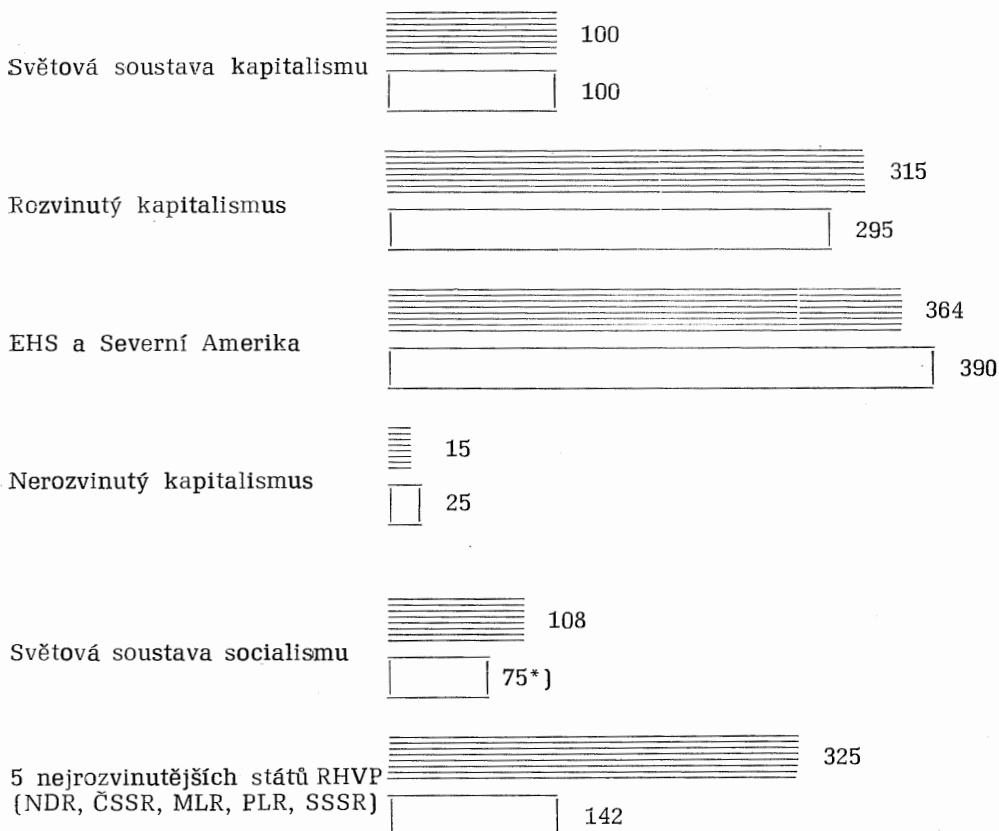 100
Světová soustava kapitalismu
100
315
Rozvinutý kapitalismus
295
364
EHS a Severní Amerika
390
15
Nerozvinutý kapitalismus
25
108
Světová soustava socialismu
75*)
325
5 nejrozvinutějších států RHVP
(NDR, ČSSR, MLR, PLR, SSSR)
142